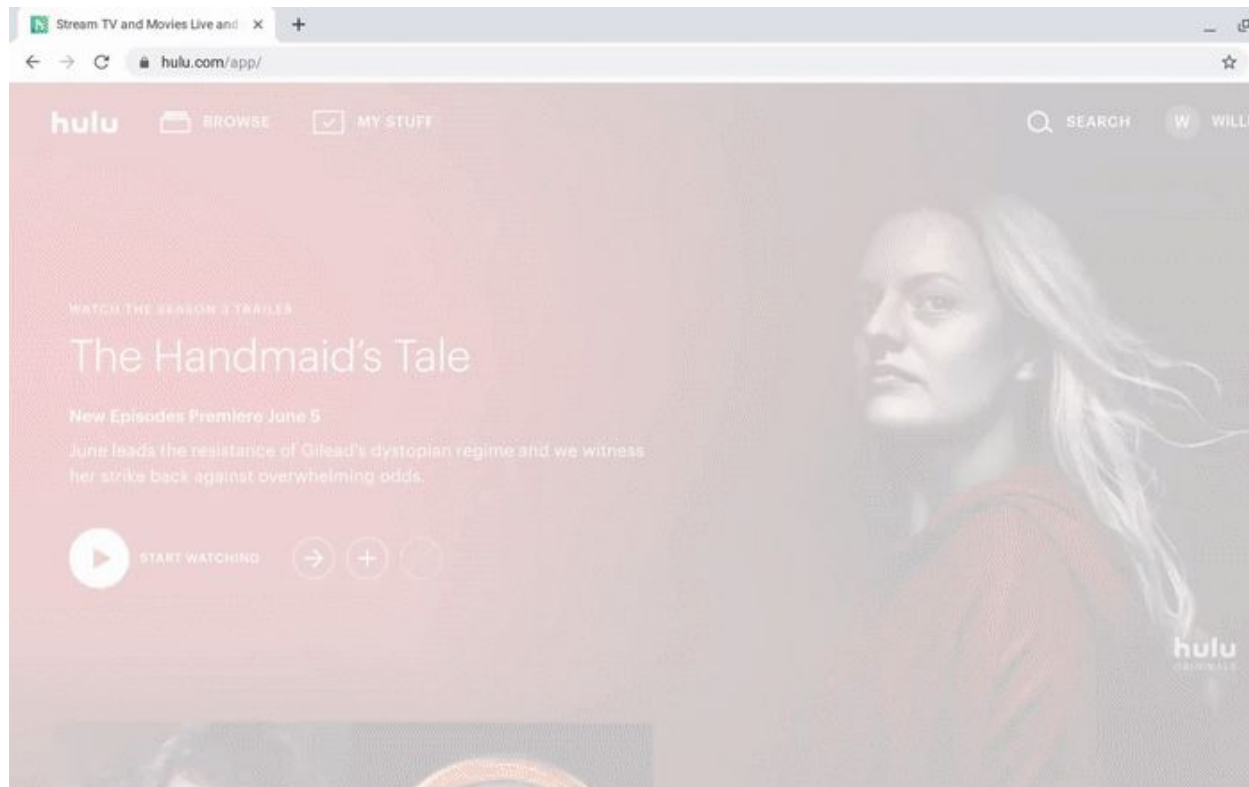 Stream TV and Movies Live and
hulu.com/app/
hulu BROWSE MY STUFF SEARCH W WILL
WATCH THE SEASON 3 TRAILER
The Handmaid's Tale
New Episodes Premiere June 5
June leads the resistance of Gilead's dystopian regime and we witness
her strike back against overwhelming odds.
START WATCHING
hulu
ORIGINALS